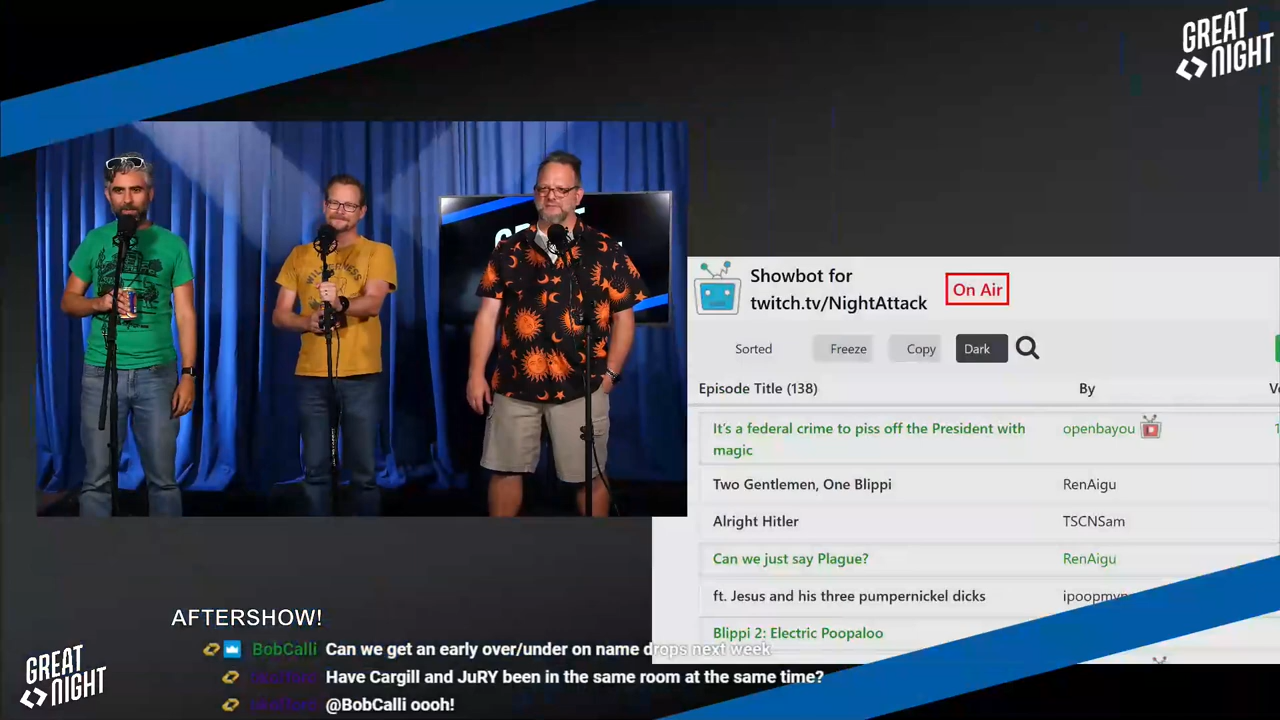 GREAT
NIGHT
WILDERNESS
Showbot for
twitch.tv/NightAttack
On Air
Sorted
Freeze
Copy
Dark
Episode Title (138)
By
It's a federal crime to piss off the President with
magic
openbayou
Two Gentlemen, One Blippi
RenAigu
Alright Hitler
TSCNSam
Can we just say Plague?
RenAigu
ft. Jesus and his three pumpernickel dicks
Blippi 2: Electric Poopaloo
AFTERSHOW!
BobCalli Can we get an early over/under on name drops next week.
Have Cargill and JuRY been in the same room at the same time?
@BobCalli oooh!
GREAT
NIGHT